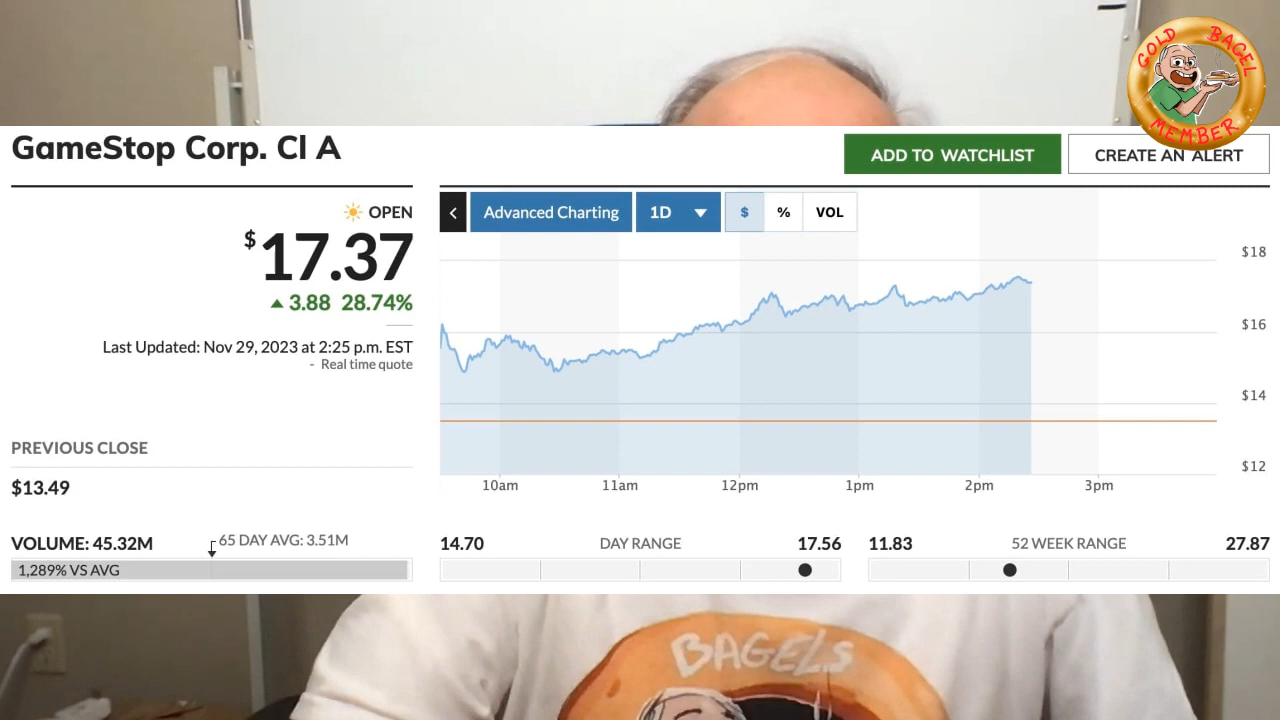 GOLD BAGEL
MEMBER
GameStop Corp. Cl A
ADD TO WATCHLIST
CREATE AN ALERT
OPEN
$17.37
▲ 3.88 28.74%
Last Updated: Nov 29, 2023 at 2:25 p.m. EST
- Real time quote
PREVIOUS CLOSE
$13.49
Advanced Charting
1D
$
%
VOL
$18
$16
$14
$12
10am 11am 12pm 1pm 2pm 3pm
VOLUME: 45.32M
65 DAY AVG: 3.51M
1,289% VS AVG
14.70 DAY RANGE 17.56
11.83 52 WEEK RANGE 27.87
BAGELS